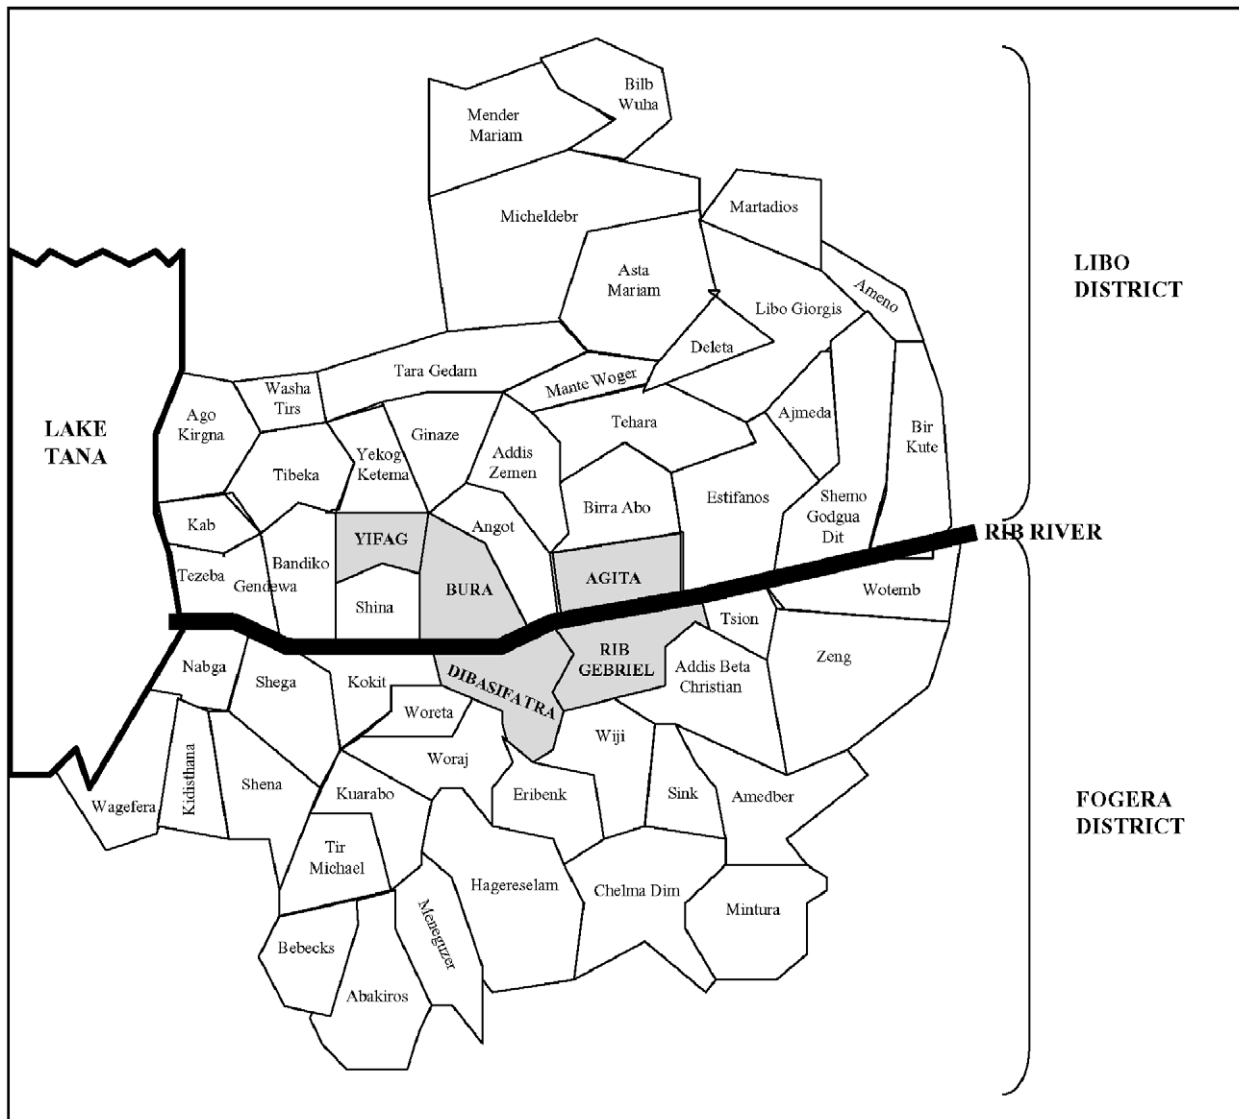 Bilb
Wuha
Mender
Mariam
Micheldebr
Martadios
LIBO
DISTRICT
Asta
Mariam
Ameno
Libo Giorgis
Deleta
Tara Gedam
Mante Woger
Washa
Tirs
Ago
Kirgna
LAKE
TANA
Ginaze
Tehara
Ajmeda
Bir
Kute
Yekog
Ketema
Addis
Zemen
Tibeka
Estifanos
Shemo
Godgua
Dit
Birra Abo
Kab
Angot
YIFAG
RIB RIVER
Bandiko
Tezeba
Gendewa
BURA
AGITA
Wotemb
Shina
Tsion
RIB
GEBRIEL
Zeng
Nabga
Shega
Kokit
DIBASIFATRA
Addis Beta
Christian
Woreta
Wiji
Woraj
Kidisthana
Shena
Wagefera
Kuarabo
Eribenk
Sink
Amedber
FOGERA
DISTRICT
Tir
Michael
Hagereselam
Chelma Dim
Mintura
Meneguzer
Bebecks
Abakiros